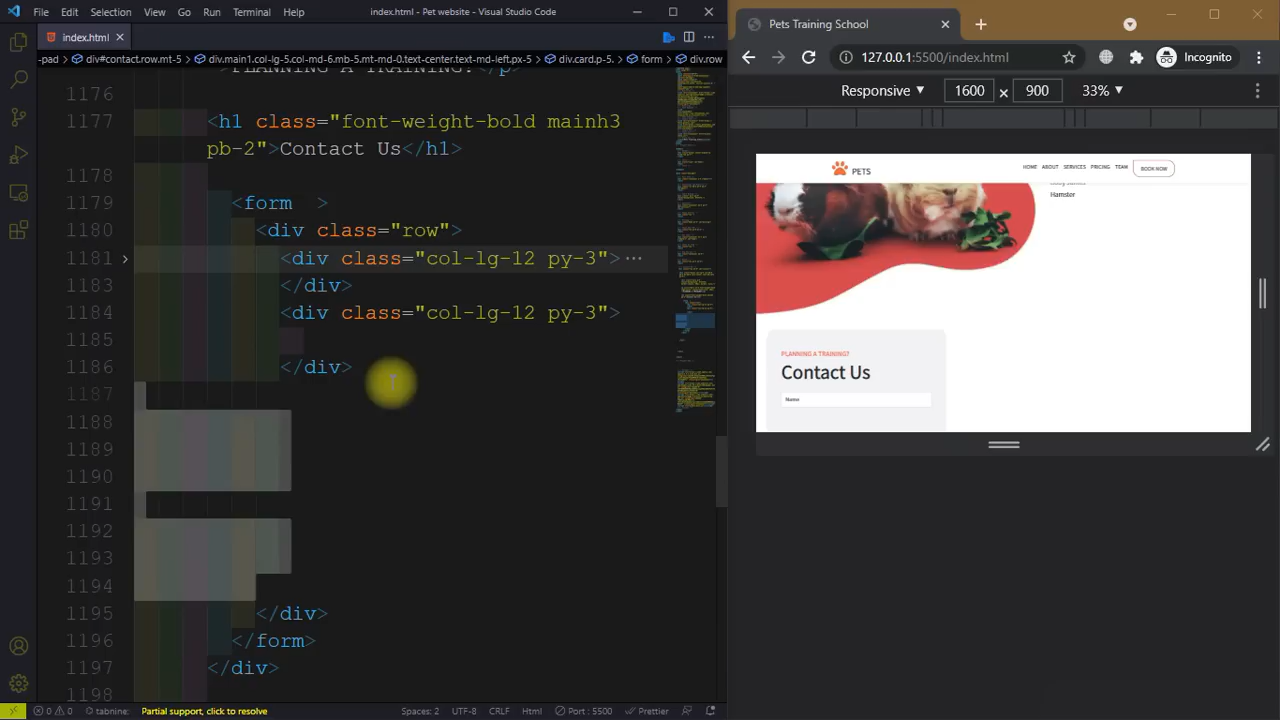 File Edit Selection View Go Run Terminal Help index.html - Pet website - Visual Studio Code
Pets Training School
index.html
127.0.0.1:5500/index.html Incognito
-pad div#contact.row.mt-5 div.main1.col-lg-5.col-md-6.mb-5.mt-md-0.text-center.text-md-left.px-5 div.card.p-5. form div.row
Responsive 1600 × 900 33%
>PLANNING A TRAINING?</p>
1176
1177 <h1 class="font-weight-bold mainh3
pb-2">Contact Us</h1>
1178
1179 <form >
1180 <div class="row">
1181 <div class="col-lg-12 py-3">···
1183 </div>
1184 <div class="col-lg-12 py-3">
1185
1186 </div>
1187
1188
1189
1190
1191
1192
1193
1194
1195 </div>
1196 </form>
1197 </div>
1198
PETS HOME ABOUT SERVICES PRICING TEAM BOOK NOW
Hamster
PLANNING A TRAINING?
Contact Us
Name
0 0 tabnine: Partial support, click to resolve Spaces: 2 UTF-8 CRLF Html Port : 5500 Prettier